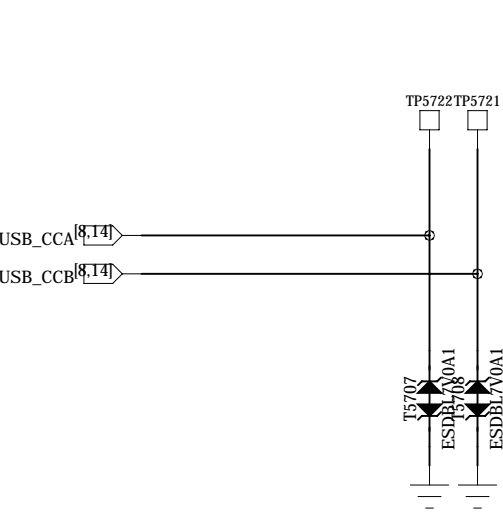 TP5722
TP5721
USB_CCA
[8,14]
USB_CCB
[8,14]
T5707
ESDBL7V0A1
T5708
ESDBL7V0A1